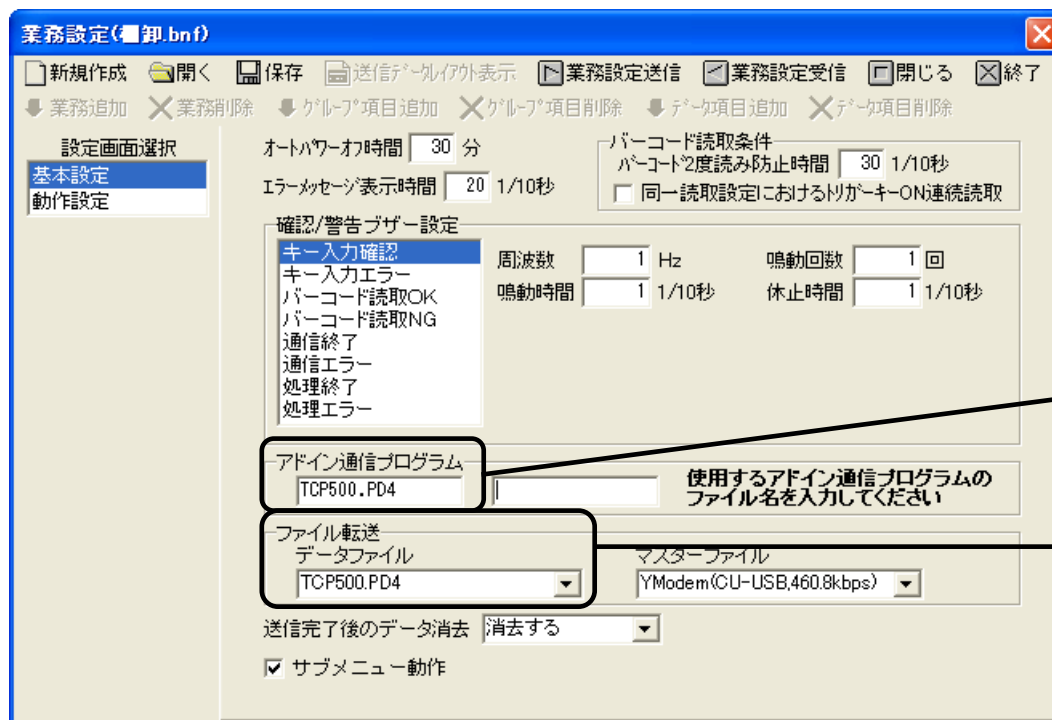 業務設定(棚卸.bnf)
新規作成 開く 保存 送信ﾃﾞｰﾀﾚｲｱｳﾄ表示 業務設定送信 業務設定受信 閉じる 終了
業務追加 業務削除 ｸﾞﾙｰﾌﾟ項目追加 ｸﾞﾙｰﾌﾟ項目削除 ﾃﾞｰﾀ項目追加 ﾃﾞｰﾀ項目削除
設定画面選択
基本設定
動作設定
ｵｰﾄﾊﾟﾜｰｵﾌ時間 30 分
ｴﾗｰﾒｯｾｰｼﾞ表示時間 20 1/10秒
バーコード読取条件
ﾊﾞｰｺｰﾄﾞ2度読み防止時間 30 1/10秒
同一読取設定におけるﾄﾘｶﾞｰキーON連続読取
確認/警告ブザー設定
キー入力確認
キー入力エラー
バーコード読取OK
バーコード読取NG
通信終了
通信エラー
処理終了
処理エラー
周波数 1 Hz 鳴動回数 1 回
鳴動時間 1 1/10秒 休止時間 1 1/10秒
アドイン通信プログラム
TCP500.PD4
使用するアドイン通信プログラムの
ファイル名を入力してください
ファイル転送
データファイル マスターファイル
TCP500.PD4 YModem(CU-USB,460.8kbps)
送信完了後のデータ消去 消去する
サブメニュー動作